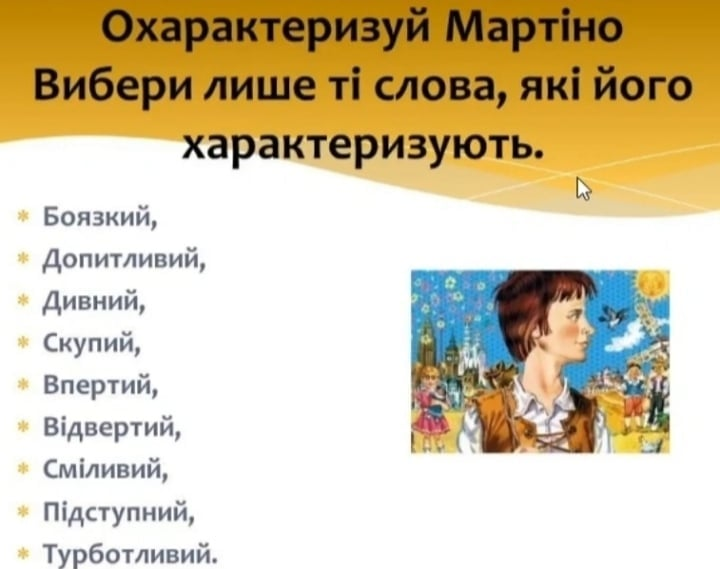 Охарактеризуй Мартіно
Вибери лише ті слова, які його
характеризують.
* Боязкий,
* Допитливий,
* Дивний,
* Скупий,
* Впертий,
* Відвертий,
* Сміливий,
* Підступний,
* Турботливий.